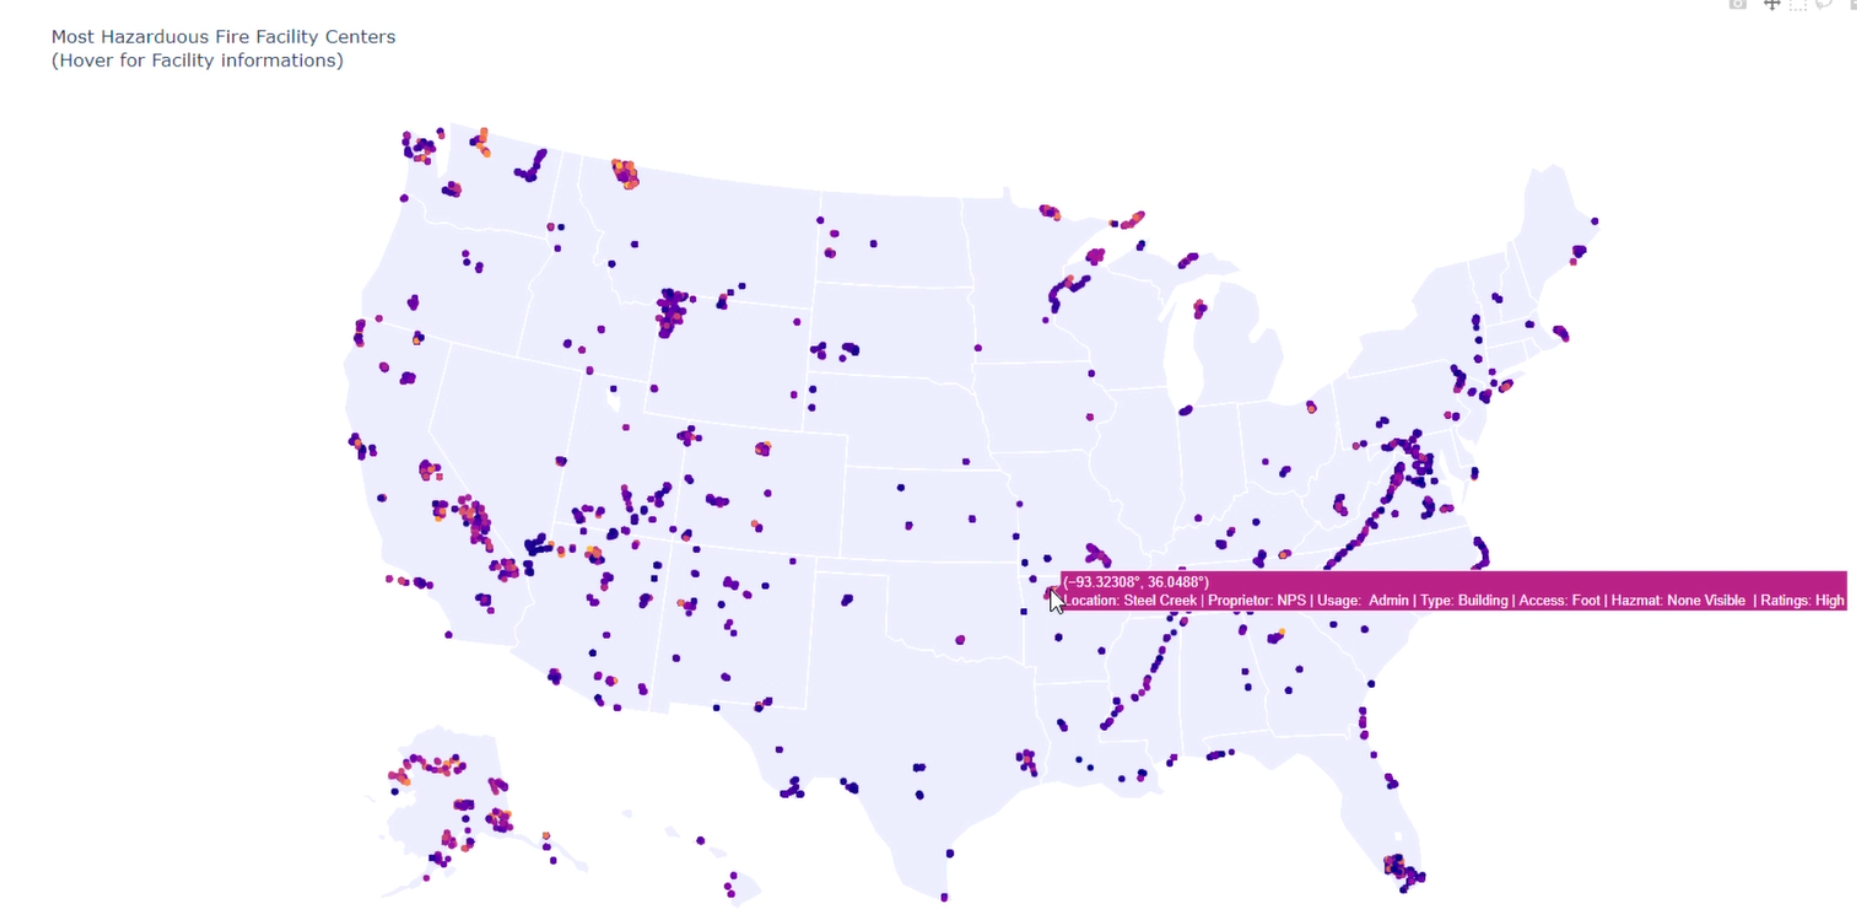 Most Hazarduous Fire Facility Centers
(Hover for Facility informations)
(−93.32308°, 36.0488°)
Location: Steel Creek | Proprietor: NPS | Usage:  Admin | Type: Building | Access: Foot | Hazmat: None Visible  | Ratings: High